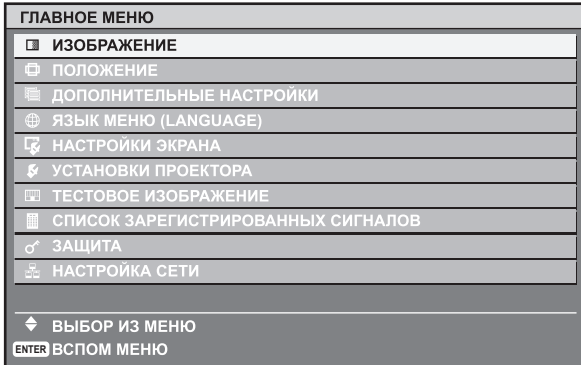 ГЛАВНОЕ МЕНЮ
ИЗОБРАЖЕНИЕ
ПОЛОЖЕНИЕ
ДОПОЛНИТЕЛЬНЫЕ НАСТРОЙКИ
ЯЗЫК МЕНЮ (LANGUAGE)
НАСТРОЙКИ ЭКРАНА
УСТАНОВКИ ПРОЕКТОРА
ТЕСТОВОЕ ИЗОБРАЖЕНИЕ
СПИСОК ЗАРЕГИСТРИРОВАННЫХ СИГНАЛОВ
ЗАЩИТА
НАСТРОЙКА СЕТИ
ВЫБОР ИЗ МЕНЮ
ENTER ВСПОМ МЕНЮ